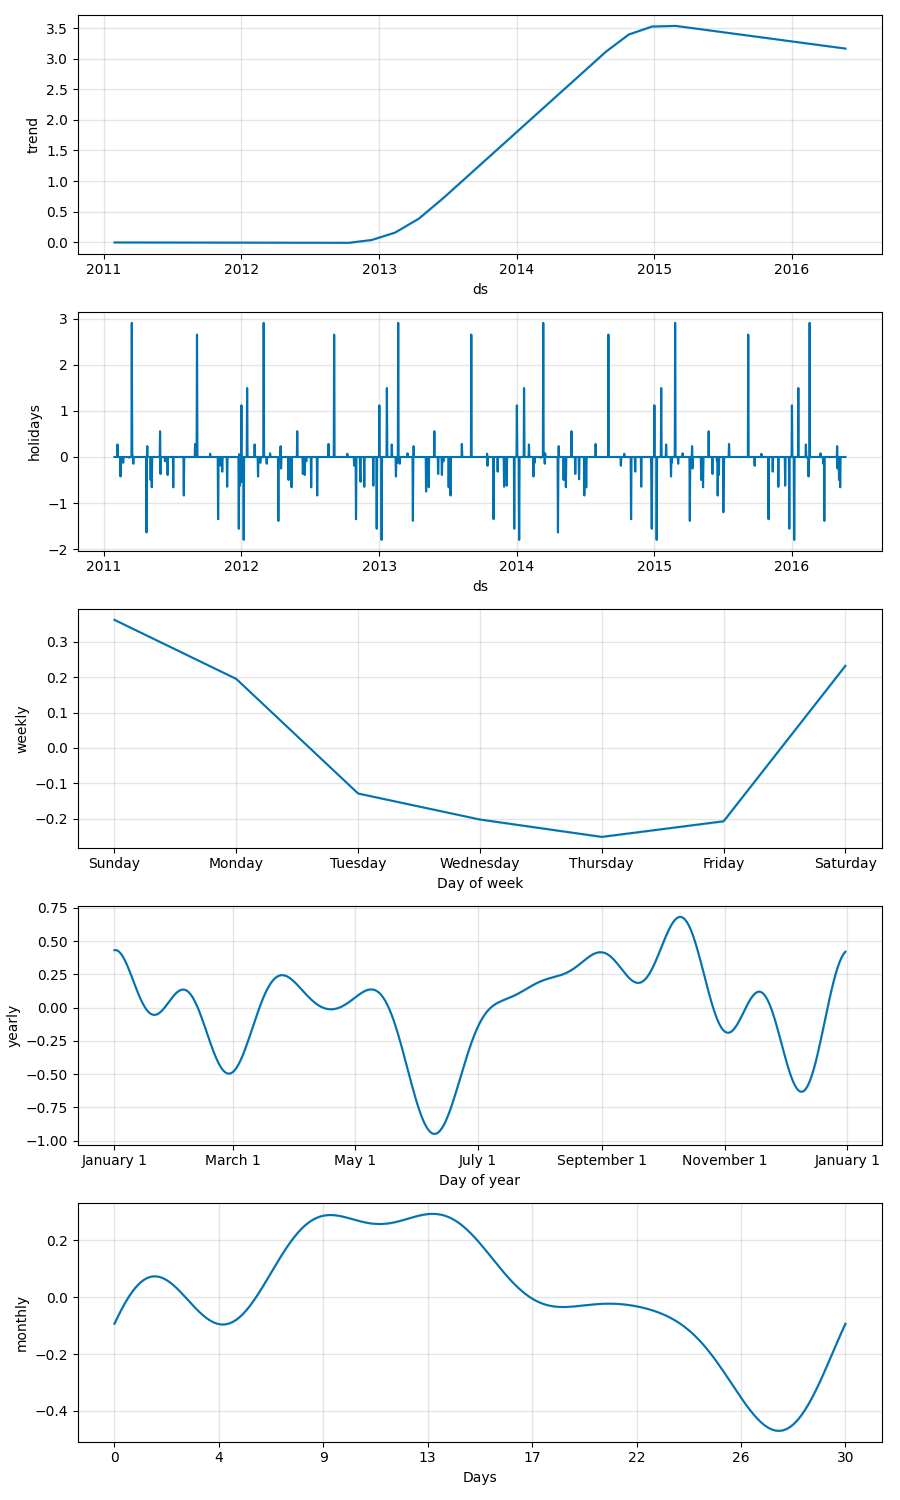 3.5
3.0
2.5
2.0
1.5
1.0
0.5
0.0
trend
2011 2012 2013 2014 2015 2016
ds
3
2
1
0
−1
−2
holidays
2011 2012 2013 2014 2015 2016
ds
0.3
0.2
0.1
0.0
−0.1
−0.2
weekly
Sunday Monday Tuesday Wednesday Thursday Friday Saturday
Day of week
0.75
0.50
0.25
0.00
−0.25
−0.50
−0.75
−1.00
yearly
January 1 March 1 May 1 July 1 September 1 November 1 January 1
Day of year
0.2
0.0
−0.2
−0.4
monthly
0 4 9 13 17 22 26 30
Days